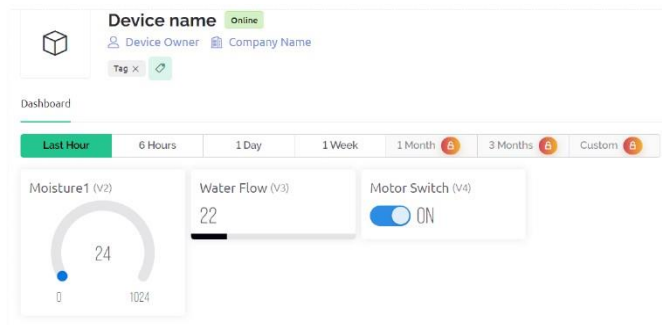 Device name Online
Device Owner Company Name
Tag ×
Dashboard
Last Hour 6 Hours 1 Day 1 Week 1 Month 3 Months Custom
Moisture1 (V2) Water Flow (V3) Motor Switch (V4)
22 ON
24
0 1024